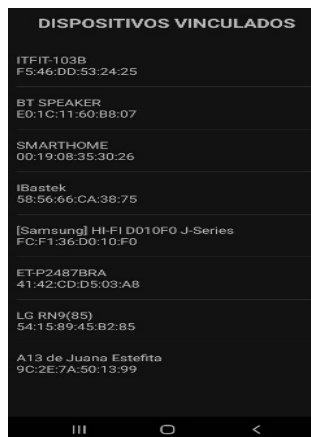 DISPOSITIVOS VINCULADOS
ITFIT-103B
F5:46:DD:53:24:25
BT SPEAKER
E0:1C:11:60:B8:07
SMARTHOME
00:19:08:35:30:26
IBastek
58:56:66:CA:38:75
[Samsung] HI-FI D010F0 J-Series
FC:F1:36:D0:10:F0
ET-P2487BRA
41:42:CD:D5:03:A8
LG RN9(85)
54:15:89:45:B2:85
A13 de Juana Estefita
9C:2E:7A:50:13:99